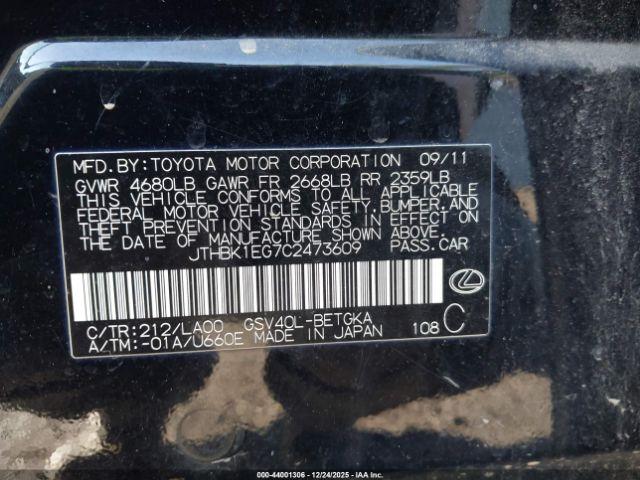 MFD.BY:TOYOTA MOTOR CORPORATION 09/11
GVWR 4680LB GAWR FR 2668LB RR 2359LB
THIS VEHICLE CONFORMS TO ALL APPLICABLE
FEDERAL MOTOR VEHICLE SAFETY, BUMPER, AND
THEFT PREVENTION STANDARDS IN EFFECT ON
THE DATE OF MANUFACTURE SHOWN ABOVE.
JTHBK1EG7C2473609 PASS.CAR
C/TR:212/LA00 GSV40L-BETGKA
A/TM:-01A/U660E MADE IN JAPAN 108 C
000-44001306 - 12/24/2025 - IAAI.COM